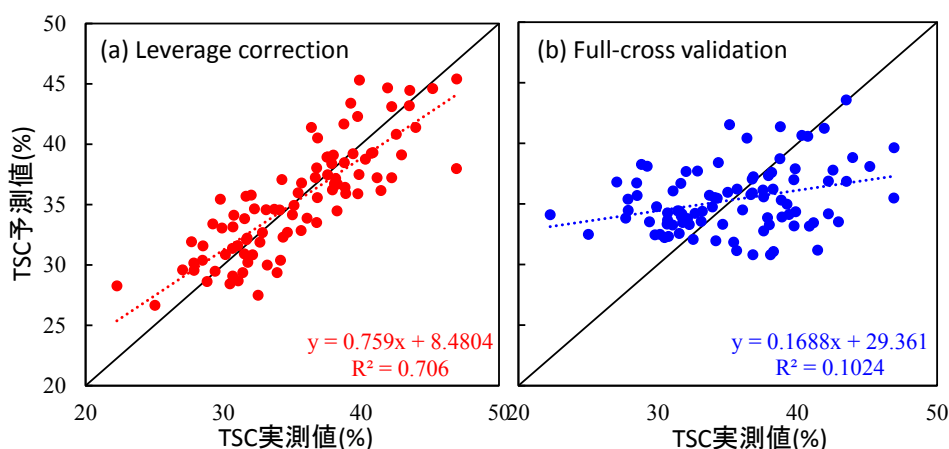 (a) Leverage correction
(b) Full-cross validation
TSC予測値(%)
50
45
40
35
30
25
20
y = 0.759x + 8.4804
R² = 0.706
y = 0.1688x + 29.361
R² = 0.1024
20 30 40 50
20 30 40 50
TSC実測値(%)
TSC実測値(%)